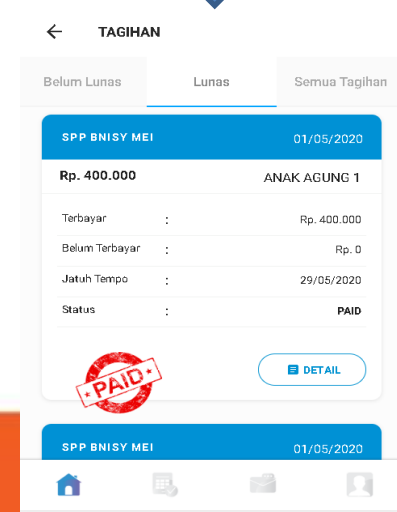 TAGIHAN
Belum Lunas Lunas Semua Tagihan
SPP BNISY MEI 01/05/2020
Rp. 400.000 ANAK AGUNG 1
Terbayar : Rp. 400.000
Belum Terbayar : Rp. 0
Jatuh Tempo : 29/05/2020
Status : PAID
PAID
DETAIL
SPP BNISY MEI 01/05/2020